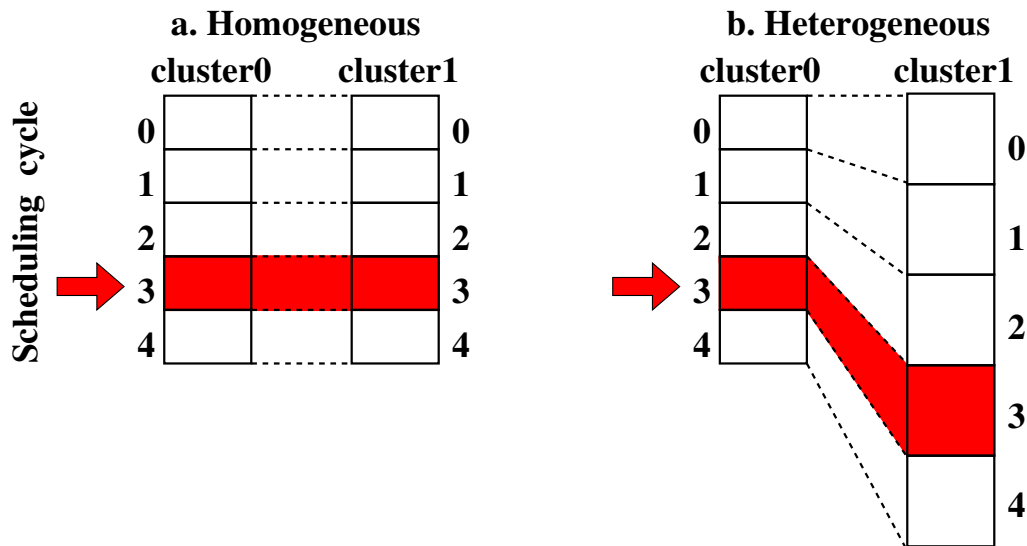 a. Homogeneous
cluster0 cluster1
Scheduling cycle
0 0
1 1
2 2
3 3
4 4
b. Heterogeneous
cluster0 cluster1
0 0
1 1
2 2
3 3
4 4